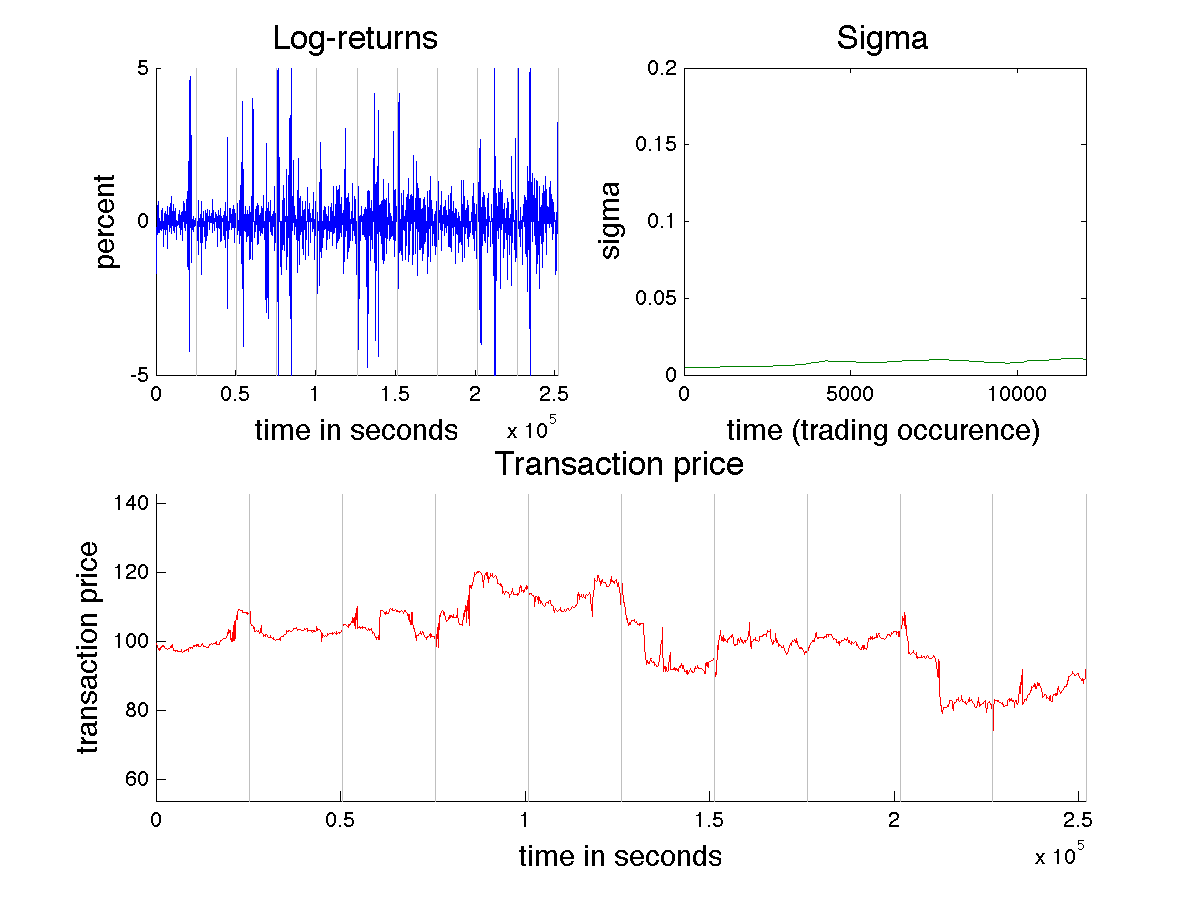 Log-returns
5
0
-5
percent
0 0.5 1 1.5 2 2.5
time in seconds x 10^5
Sigma
0.2
0.15
0.1
0.05
0
sigma
0 5000 10000
time (trading occurence)
Transaction price
140
120
100
80
60
transaction price
0 0.5 1 1.5 2 2.5
time in seconds x 10^5